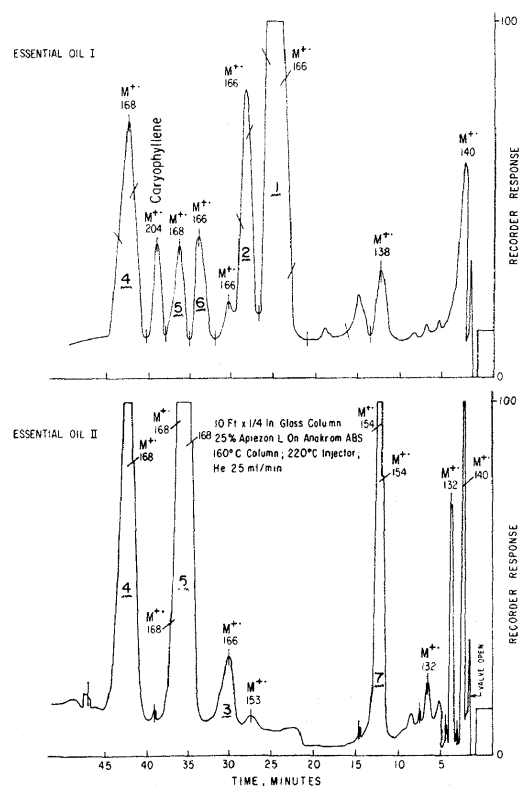 ESSENTIAL OIL I
100
M+·
166
M+·
166
M+·
168
Caryophyllene
M+·
140
RECORDER RESPONSE
M+·
204
M+·
168
M+·
166
M+·
166
M+·
138
1
2
4
5
6
0
ESSENTIAL OIL II
100
10 Ft x 1/4 In. Glass Column
25% Apiezon L On Anakrom ABS
160°C Column; 220°C Injector;
He 25 ml/min
M+·
168
M+·
168
168
M+·
154
M+·
154
M+·
132
M+·
140
RECORDER RESPONSE
4
5
M+·
168
M+·
166
M+·
153
3
7
M+·
132
VALVE OPEN
0
45 40 35 30 25 20 15 10 5
TIME, MINUTES